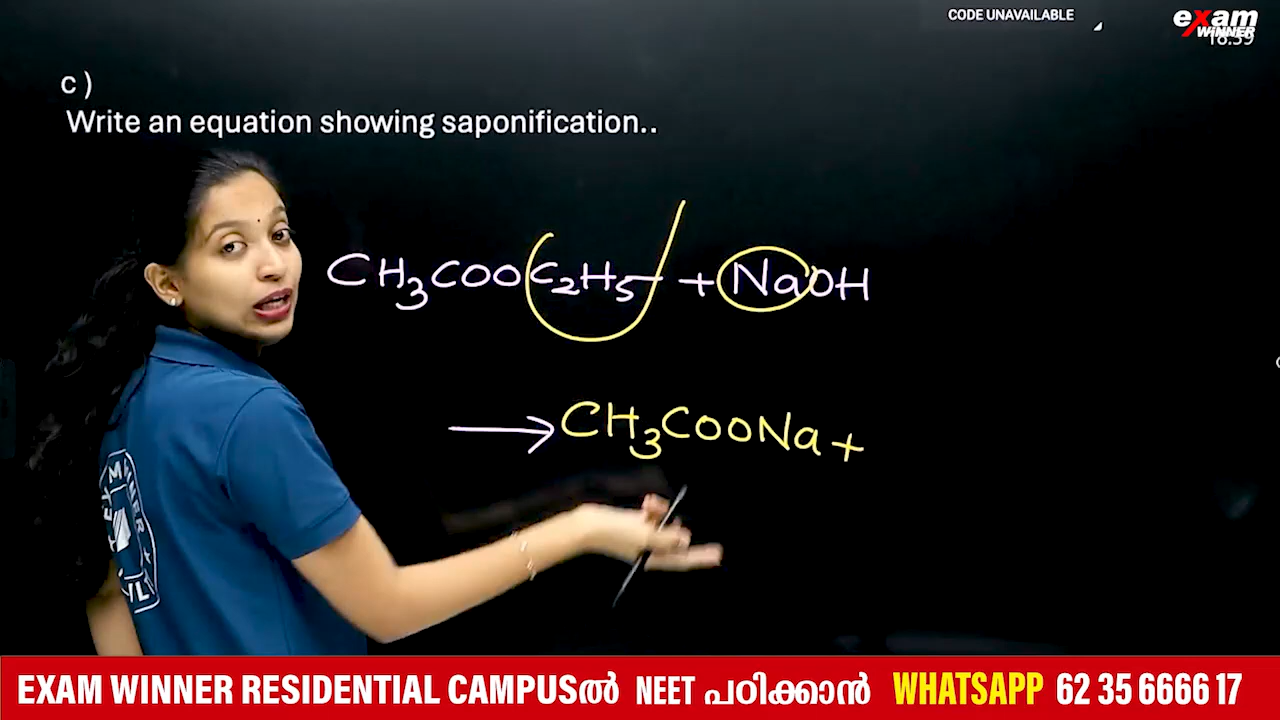 CODE UNAVAILABLE
exam
WINNER
18:59
c )
Write an equation showing saponification..
CH₃COOC₂H₅ + NaOH
→ CH₃COONa +
EXAM WINNER RESIDENTIAL CAMPUSൽ NEET പഠിക്കാൻ WHATSAPP 62 35 6666 17